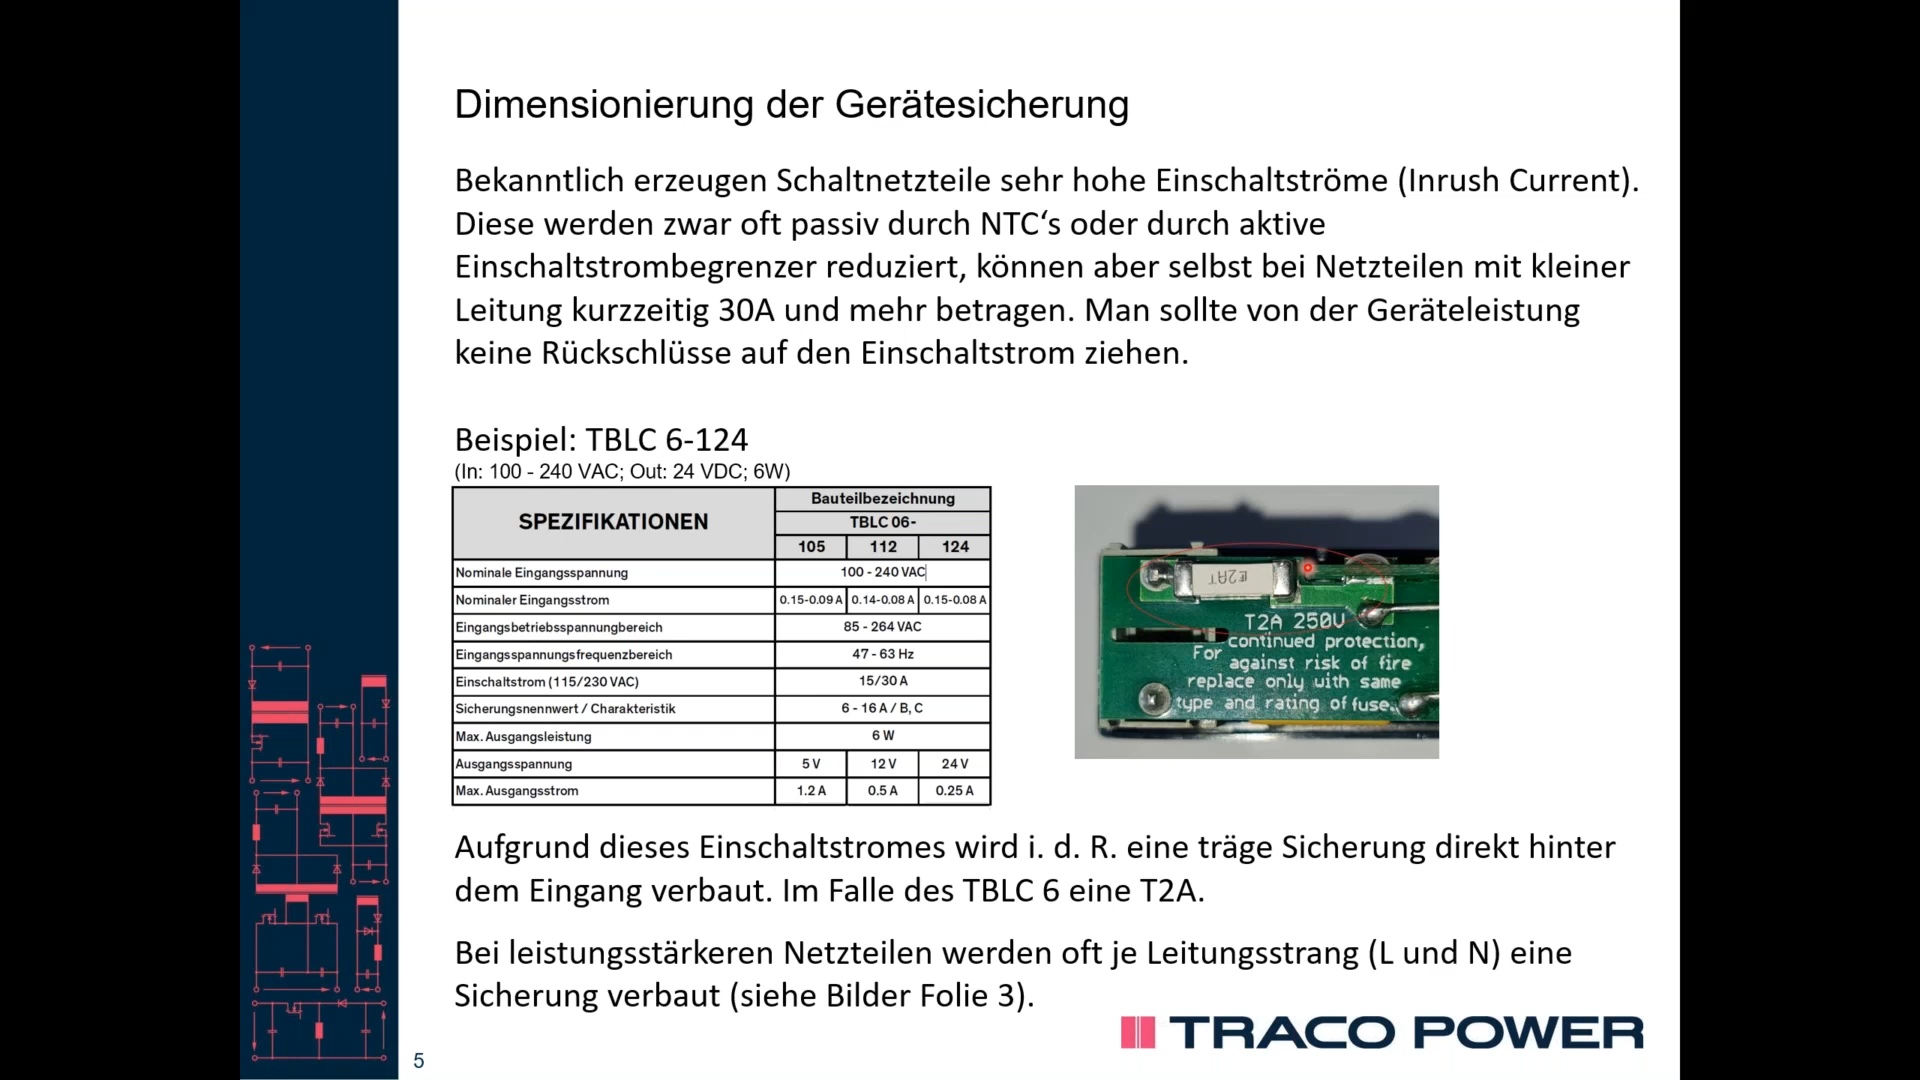 Dimensionierung der Gerätesicherung
Bekanntlich erzeugen Schaltnetzteile sehr hohe Einschaltströme (Inrush Current).
Diese werden zwar oft passiv durch NTC‘s oder durch aktive
Einschaltstrombegrenzer reduziert, können aber selbst bei Netzteilen mit kleiner
Leitung kurzzeitig 30A und mehr betragen. Man sollte von der Geräteleistung
keine Rückschlüsse auf den Einschaltstrom ziehen.
Beispiel: TBLC 6-124
(In: 100 - 240 VAC; Out: 24 VDC; 6W)
SPEZIFIKATIONEN Bauteilbezeichnung
TBLC 06-
105 112 124
Nominale Eingangsspannung 100 - 240 VAC
Nominaler Eingangsstrom 0.15-0.09 A 0.14-0.08 A 0.15-0.08 A
Eingangsbetriebsspannungbereich 85 - 264 VAC
Eingangsspannungsfrequenzbereich 47 - 63 Hz
Einschaltstrom (115/230 VAC) 15/30 A
Sicherungsnennwert / Charakteristik 6 - 16 A / B, C
Max. Ausgangsleistung 6 W
Ausgangsspannung 5 V 12 V 24 V
Max. Ausgangsstrom 1.2 A 0.5 A 0.25 A
T2A 250V
For continued protection,
against risk of fire
replace only with same
type and rating of fuse.
Aufgrund dieses Einschaltstromes wird i. d. R. eine träge Sicherung direkt hinter
dem Eingang verbaut. Im Falle des TBLC 6 eine T2A.
Bei leistungsstärkeren Netzteilen werden oft je Leitungsstrang (L und N) eine
Sicherung verbaut (siehe Bilder Folie 3).
TRACO POWER
5